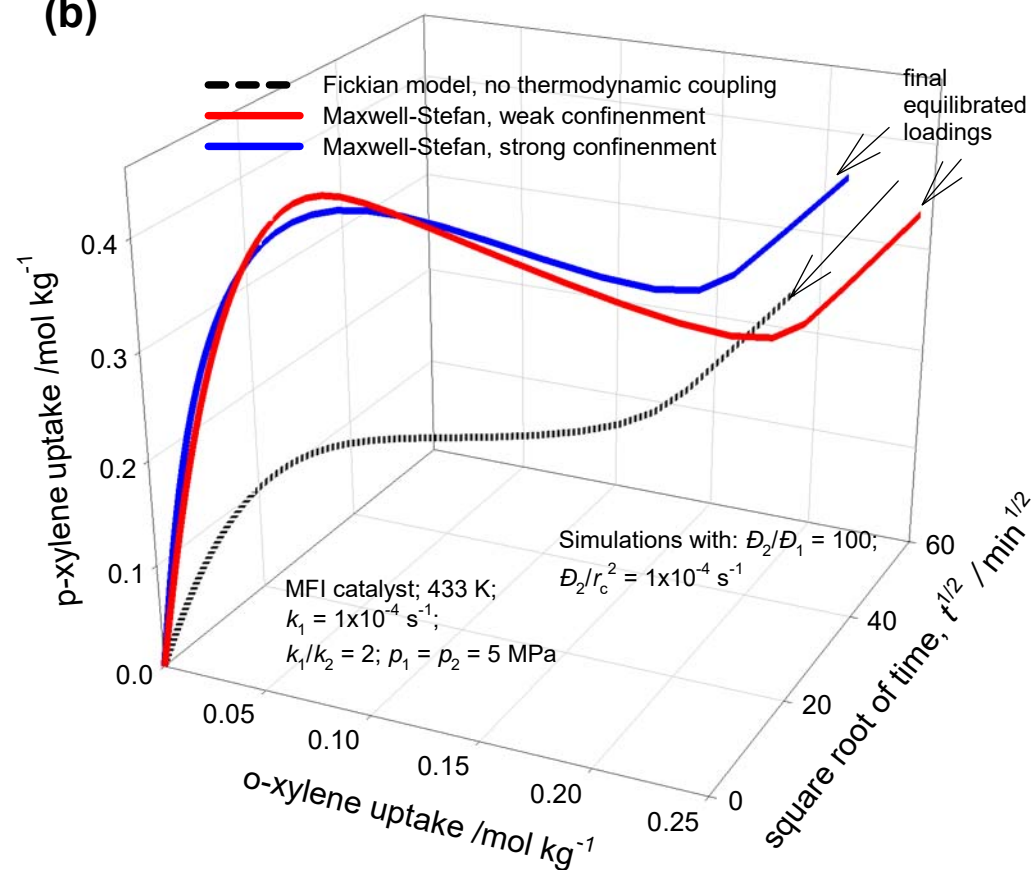 (b)
Fickian model, no thermodynamic coupling
Maxwell-Stefan, weak confinenment
Maxwell-Stefan, strong confinenment
final
equilibrated
loadings
p-xylene uptake /mol kg⁻¹
0.4
0.3
0.2
0.1
0.0
0.05
0.10
0.15
0.20
0.25
o-xylene uptake /mol kg⁻¹
0
20
40
60
square root of time, t^1/2 / min^1/2
Simulations with: Đ₂/Đ₁ = 100;
Đ₂/r_c² = 1x10⁻⁴ s⁻¹
MFI catalyst; 433 K;
k₁ = 1x10⁻⁴ s⁻¹;
k₁/k₂ = 2; p₁ = p₂ = 5 MPa